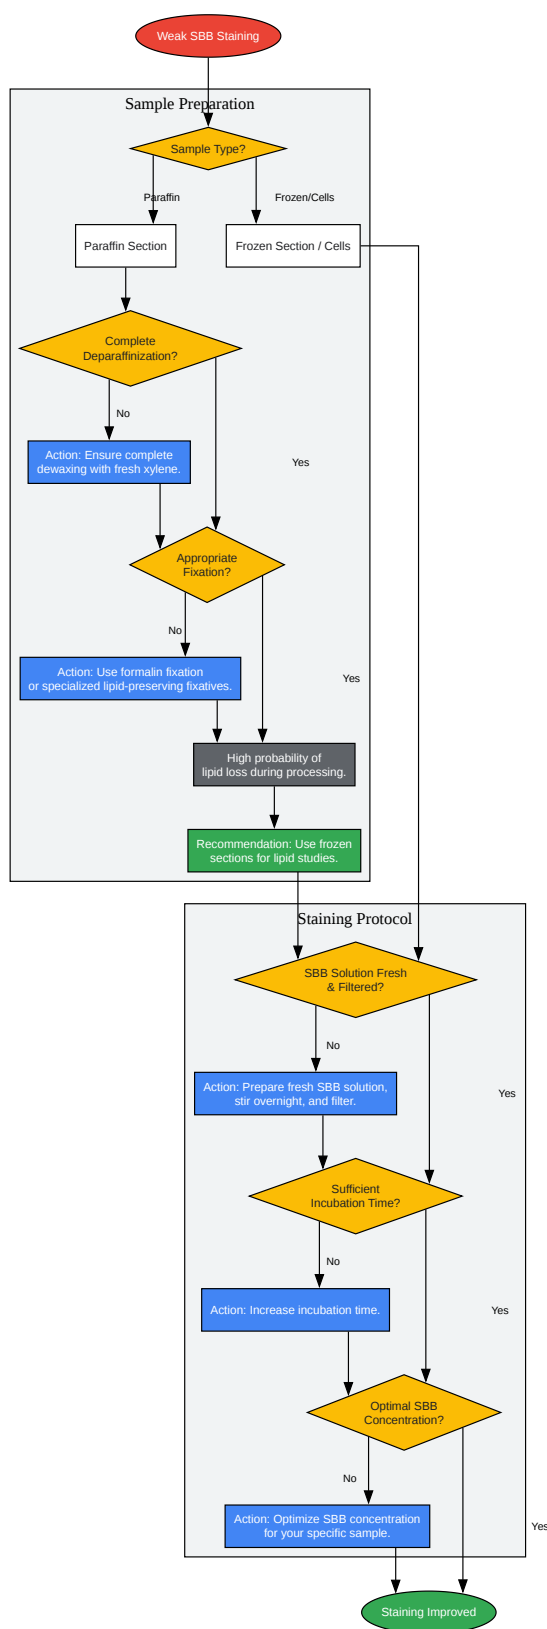 Weak SBB Staining
Sample Preparation
Sample Type?
Paraffin
Frozen/Cells
Paraffin Section
Frozen Section / Cells
Complete
Deparaffinization?
No
Action: Ensure complete
dewaxing with fresh xylene.
Yes
Appropriate
Fixation?
No
Action: Use formalin fixation
or specialized lipid-preserving fixatives.
Yes
High probability of
lipid loss during processing.
Recommendation: Use frozen
sections for lipid studies.
Staining Protocol
SBB Solution Fresh
& Filtered?
No
Action: Prepare fresh SBB solution,
stir overnight, and filter.
Yes
Sufficient
Incubation Time?
No
Action: Increase incubation time.
Yes
Optimal SBB
Concentration?
No
Action: Optimize SBB concentration
for your specific sample.
Yes
Staining Improved